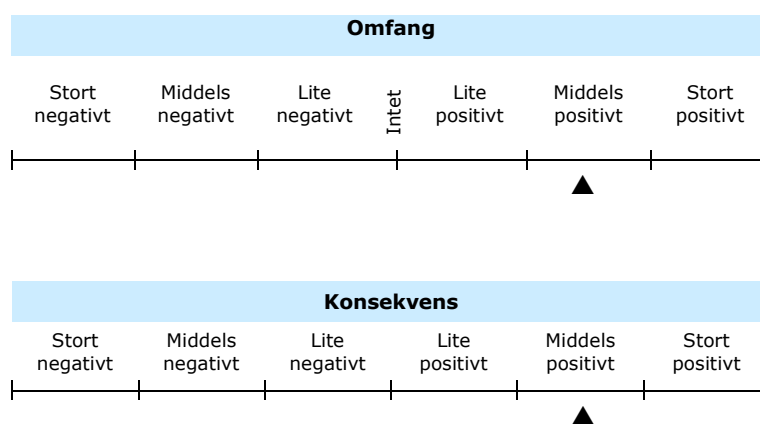 Omfang
Stort Middels Lite Intet Lite Middels Stort
negativt negativt negativt positivt positivt positivt
Konsekvens
Stort Middels Lite Lite Middels Stort
negativt negativt negativt positivt positivt positivt